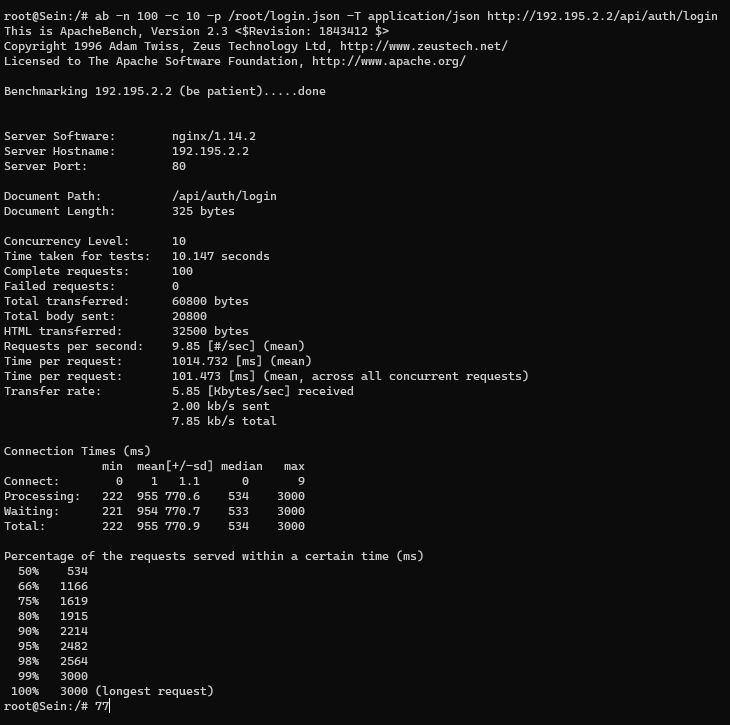 root@Sein:/# ab -n 100 -c 10 -p /root/login.json -T application/json http://192.195.2.2/api/auth/login
This is ApacheBench, Version 2.3 <$Revision: 1843412 $>
Copyright 1996 Adam Twiss, Zeus Technology Ltd, http://www.zeustech.net/
Licensed to The Apache Software Foundation, http://www.apache.org/
Benchmarking 192.195.2.2 (be patient).....done
Server Software:        nginx/1.14.2
Server Hostname:        192.195.2.2
Server Port:            80
Document Path:          /api/auth/login
Document Length:        325 bytes
Concurrency Level:      10
Time taken for tests:   10.147 seconds
Complete requests:      100
Failed requests:        0
Total transferred:      60800 bytes
Total body sent:        20800
HTML transferred:       32500 bytes
Requests per second:    9.85 [#/sec] (mean)
Time per request:       1014.732 [ms] (mean)
Time per request:       101.473 [ms] (mean, across all concurrent requests)
Transfer rate:          5.85 [Kbytes/sec] received
                        2.00 kb/s sent
                        7.85 kb/s total
Connection Times (ms)
              min  mean[+/-sd] median   max
Connect:        0    1   1.1      0       9
Processing:   222  955 770.6    534    3000
Waiting:      221  954 770.7    533    3000
Total:        222  955 770.9    534    3000
Percentage of the requests served within a certain time (ms)
  50%    534
  66%   1166
  75%   1619
  80%   1915
  90%   2214
  95%   2482
  98%   2564
  99%   3000
 100%   3000 (longest request)
root@Sein:/# 77